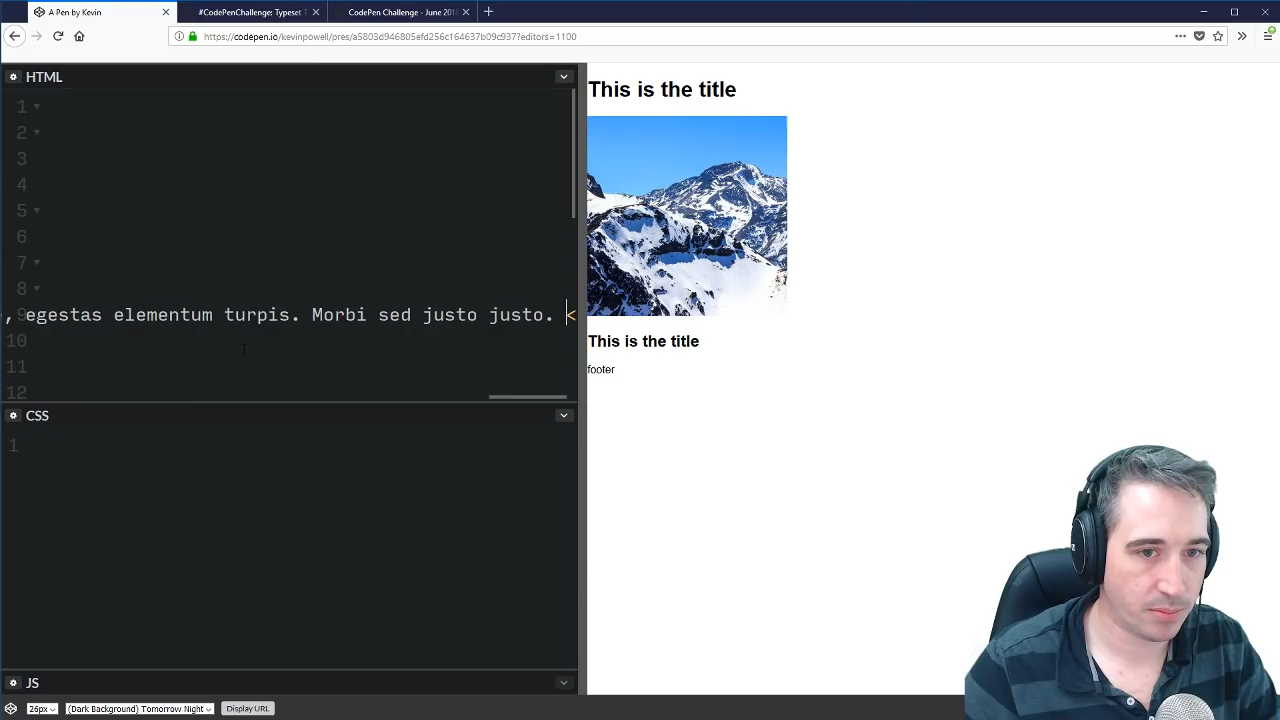 A Pen by Kevin
#CodePenChallenge: Typeset T
CodePen Challenge - June 2018
https://codepen.io/kevinpowell/pres/a5803d946805efd256c164637b09c937?editors=1100
HTML
1
2
3
4
5
6
7
8
9
, egestas elementum turpis. Morbi sed justo justo. <
10
11
12
CSS
1
JS
26px
(Dark Background) Tomorrow Night
Display URL
This is the title
This is the title
footer